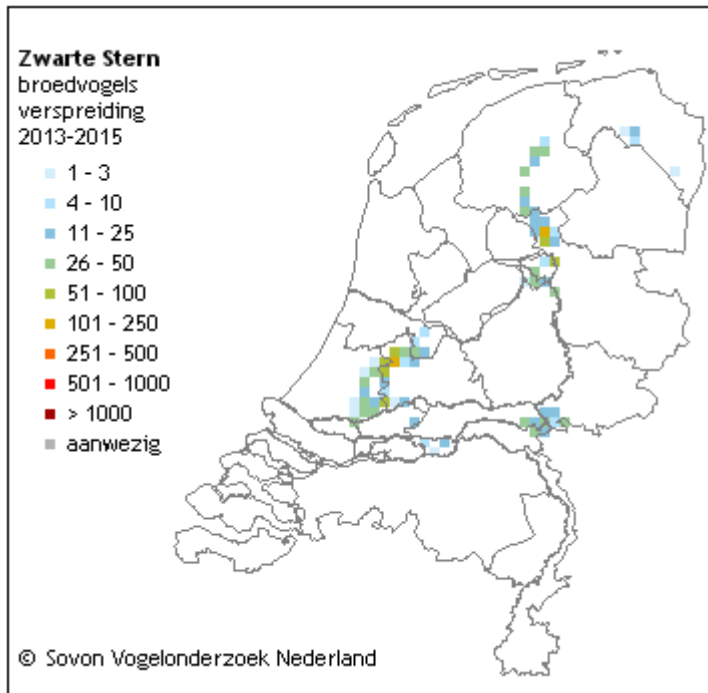 Zwarte Stern
broedvogels
verspreiding
2013-2015
1 - 3
4 - 10
11 - 25
26 - 50
51 - 100
101 - 250
251 - 500
501 - 1000
> 1000
aanwezig
© Sovon Vogelonderzoek Nederland